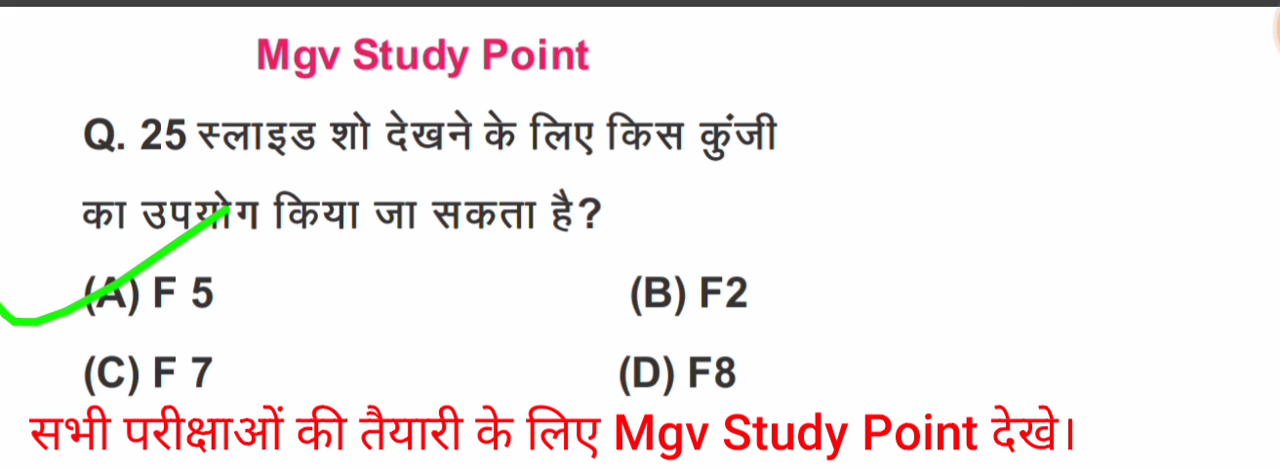 Mgv Study Point
Q. 25 स्लाइड शो देखने के लिए किस कुंजी
का उपयोग किया जा सकता है?
(A) F 5 (B) F2
(C) F 7 (D) F8
सभी परीक्षाओं की तैयारी के लिए Mgv Study Point देखे।